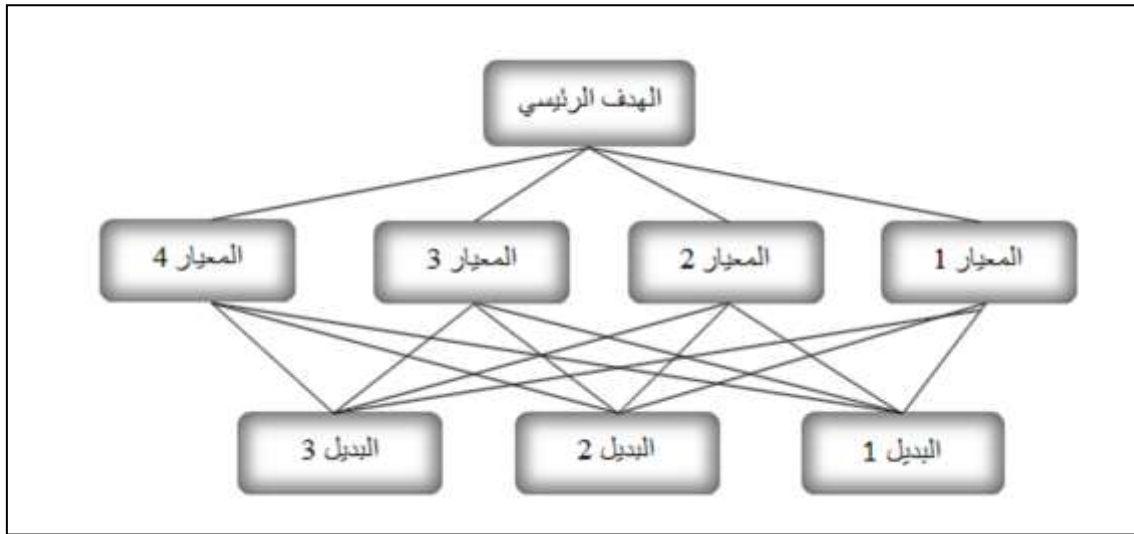 الهدف الرئيسي
المعيار 1
المعيار 2
المعيار 3
المعيار 4
البديل 1
البديل 2
البديل 3